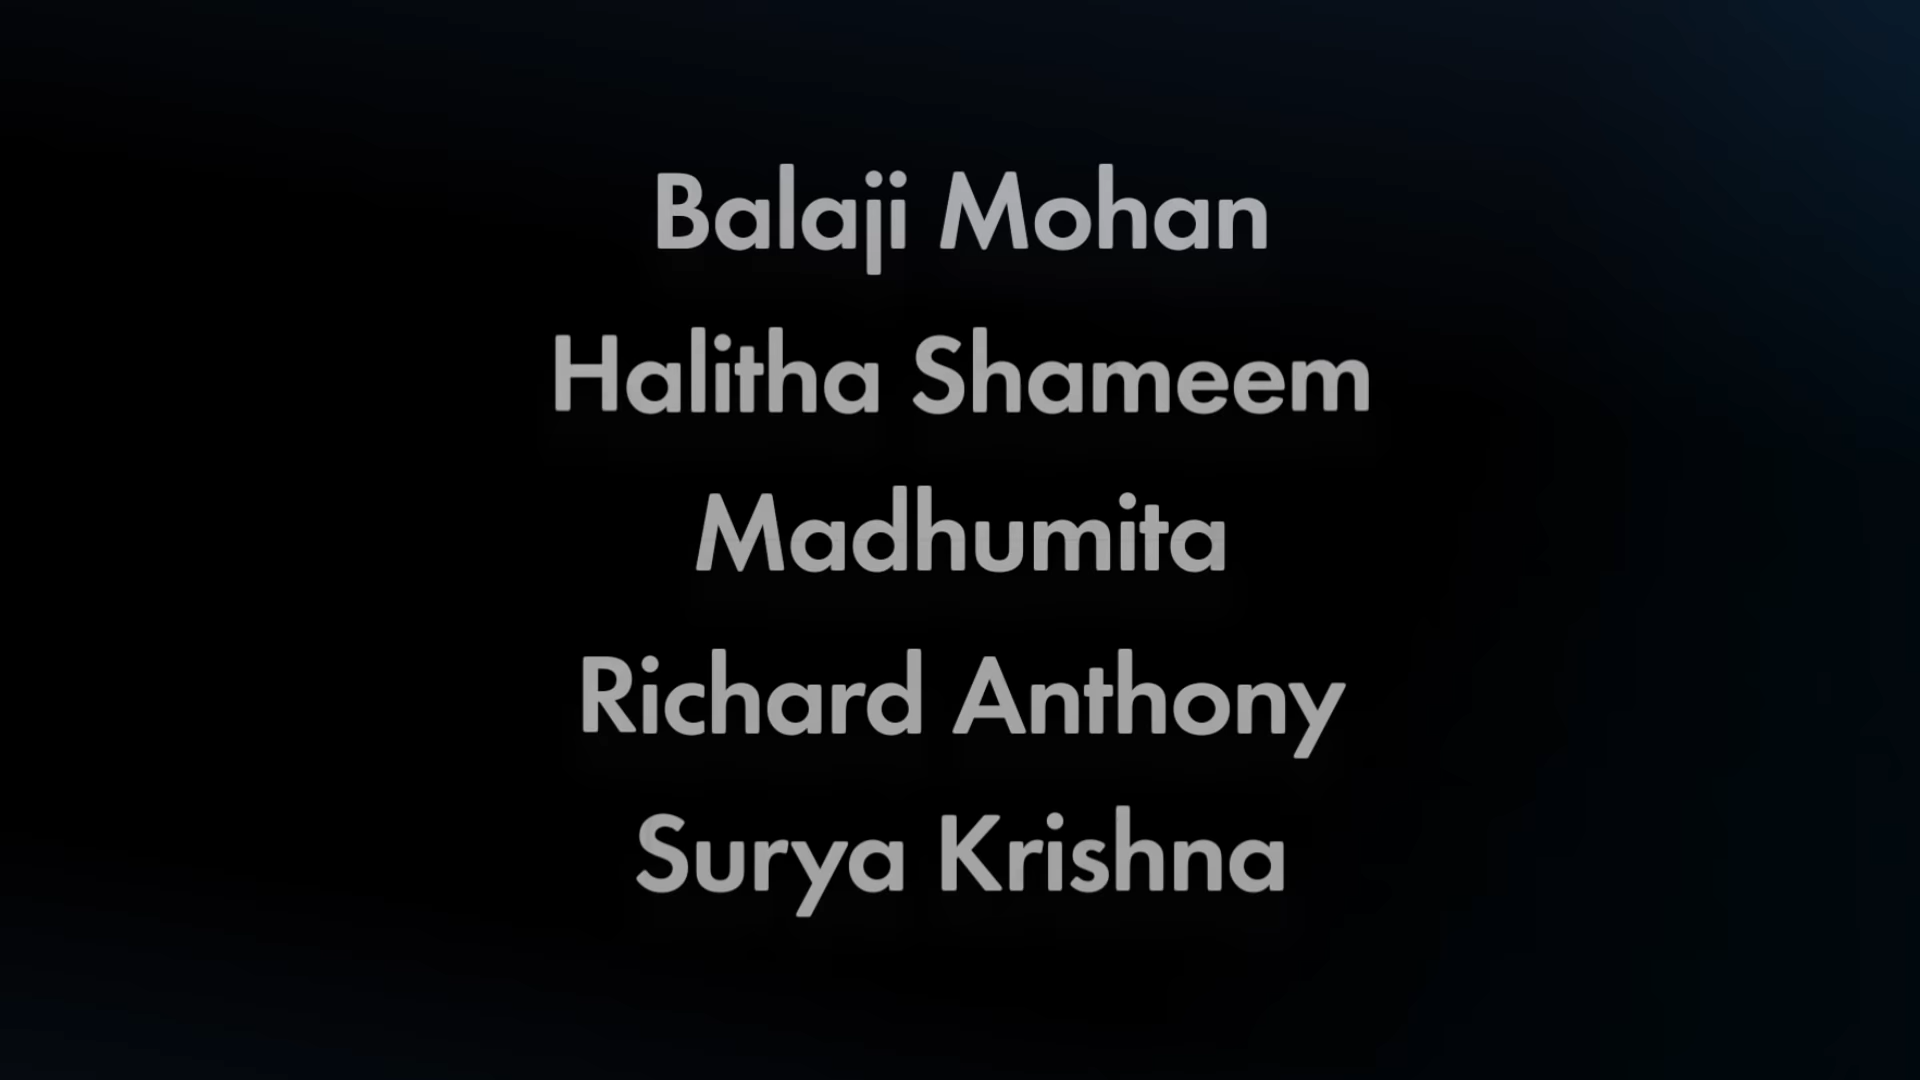 Balaji Mohan
Halitha Shameem
Madhumita
Richard Anthony
Surya Krishna